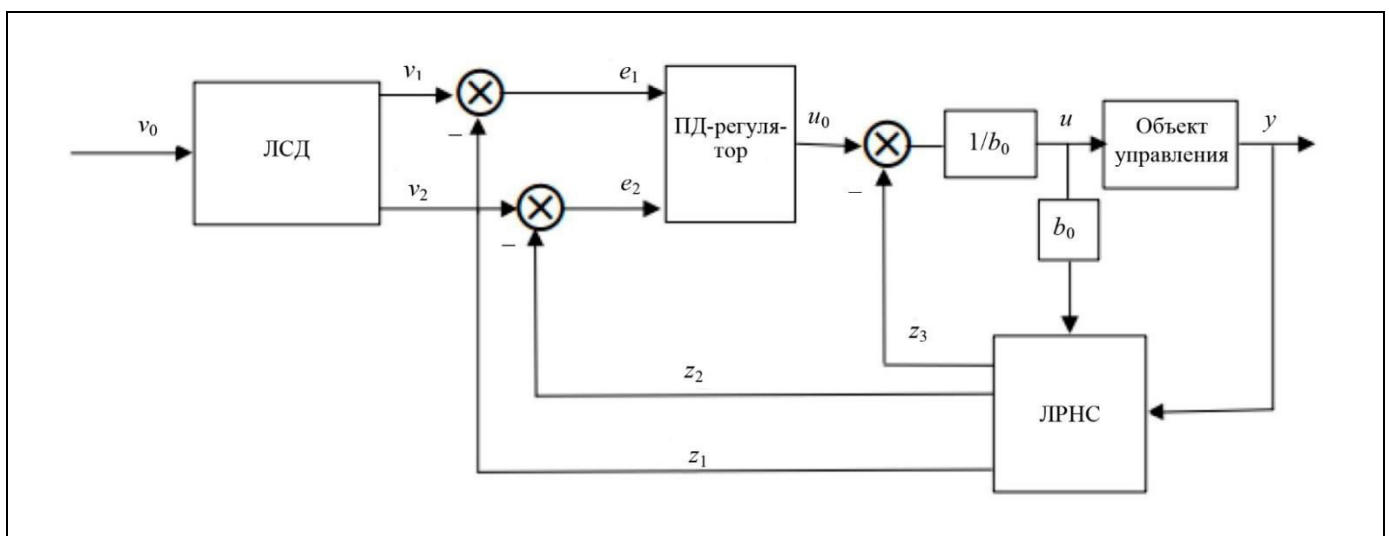 v₀
ЛСД
v₁
v₂
–
–
e₁
e₂
ПД-регуля-
тор
u₀
–
1/b₀
u
Объект
управления
y
b₀
z₃
z₂
z₁
ЛРНС